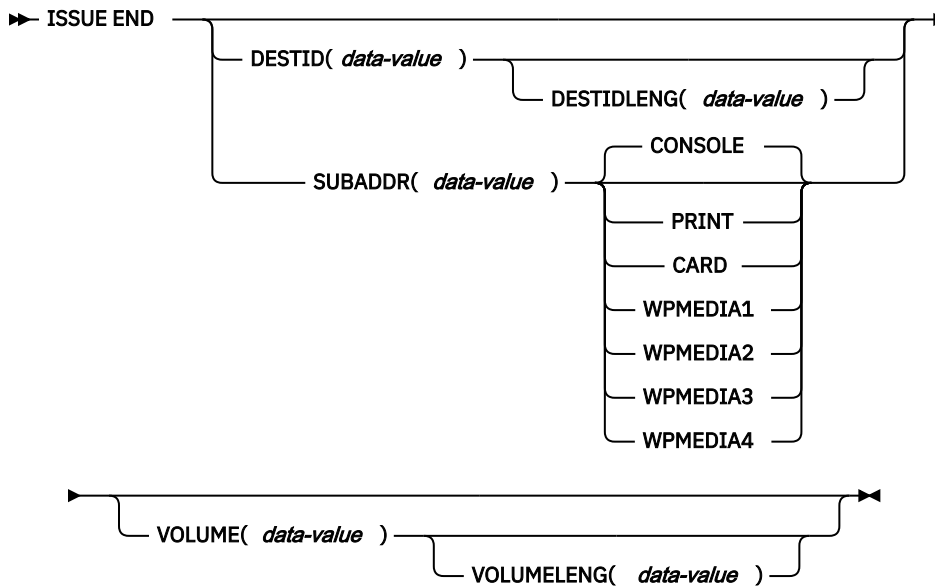 ISSUE END
DESTID( data-value )
DESTIDLENG( data-value )
CONSOLE
SUBADDR( data-value )
PRINT
CARD
WPMEDIA1
WPMEDIA2
WPMEDIA3
WPMEDIA4
VOLUME( data-value )
VOLUMELENG( data-value )